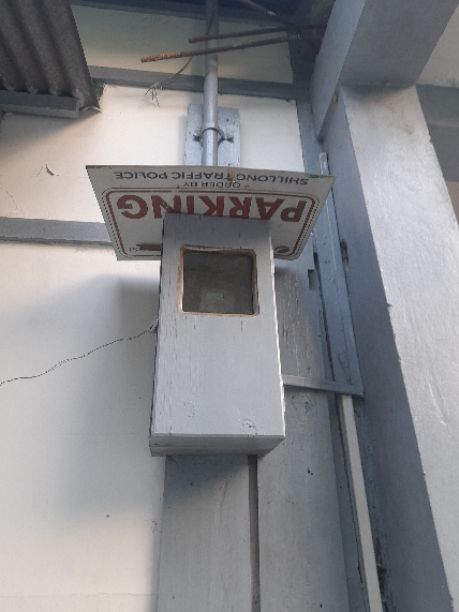 PARKING
"ORDER BY"
SHILLONG TRAFFIC POLICE